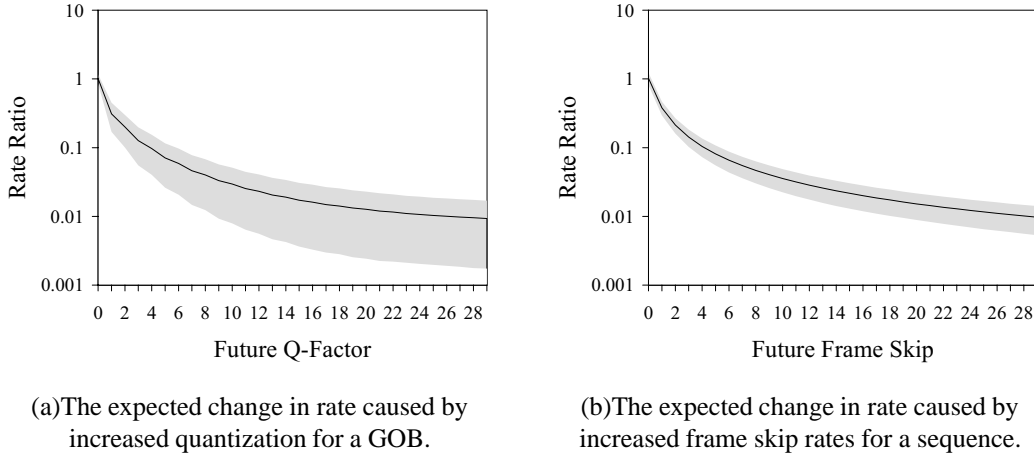 10
1
0.1
0.01
0.001
Rate Ratio
0 2 4 6 8 10 12 14 16 18 20 22 24 26 28
Future Q-Factor
(a)The expected change in rate caused by
increased quantization for a GOB.
10
1
0.1
0.01
0.001
Rate Ratio
0 2 4 6 8 10 12 14 16 18 20 22 24 26 28
Future Frame Skip
(b)The expected change in rate caused by
increased frame skip rates for a sequence.